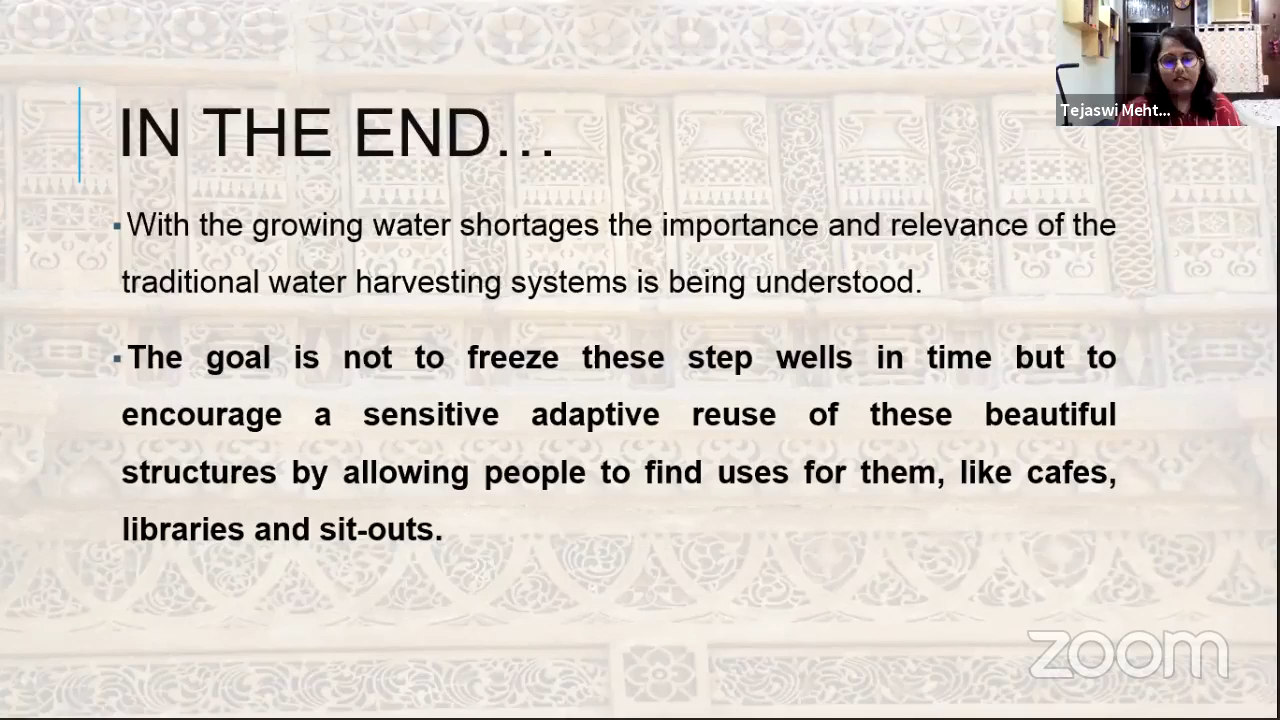 Tejaswi Meht...
IN THE END...
With the growing water shortages the importance and relevance of the
traditional water harvesting systems is being understood.
The goal is not to freeze these step wells in time but to
encourage a sensitive adaptive reuse of these beautiful
structures by allowing people to find uses for them, like cafes,
libraries and sit-outs.
zoom